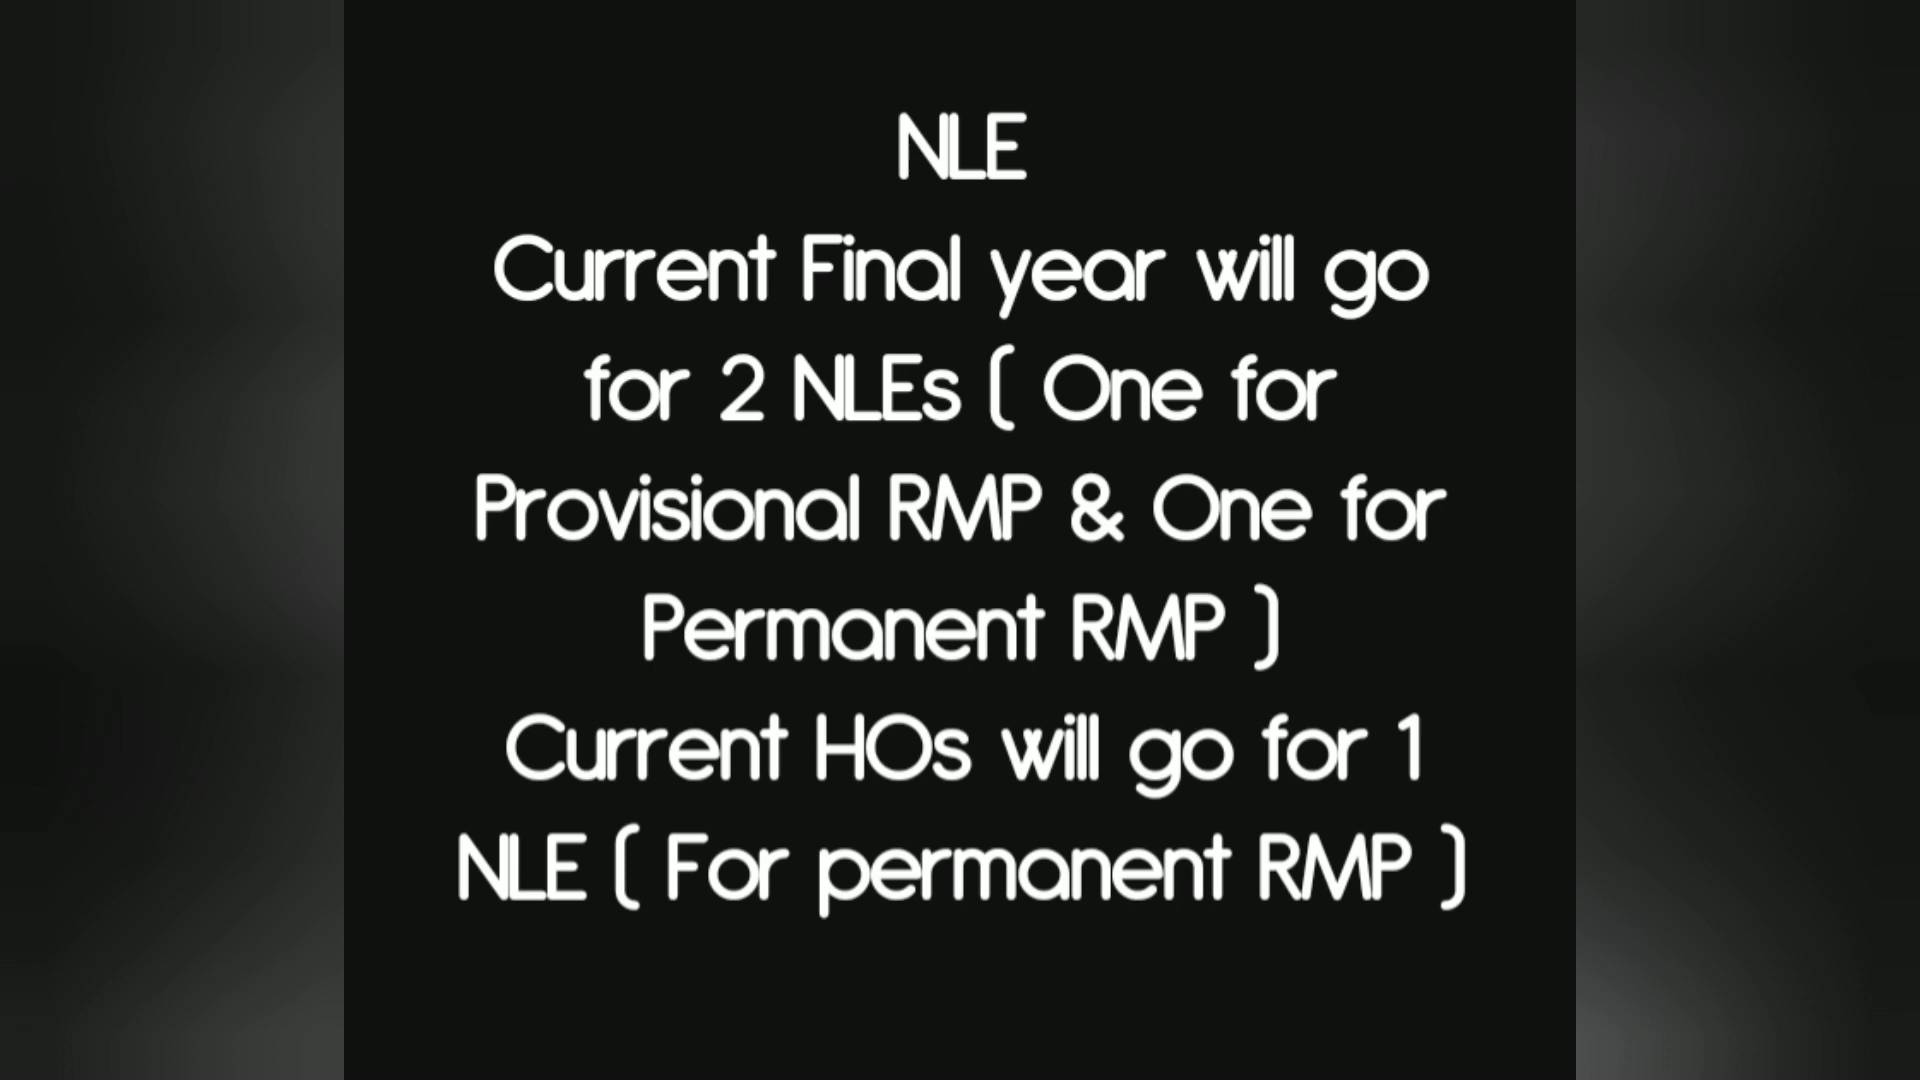 NLE
Current Final year will go
for 2 NLEs ( One for
Provisional RMP & One for
Permanent RMP )
Current HOs will go for 1
NLE ( For permanent RMP )